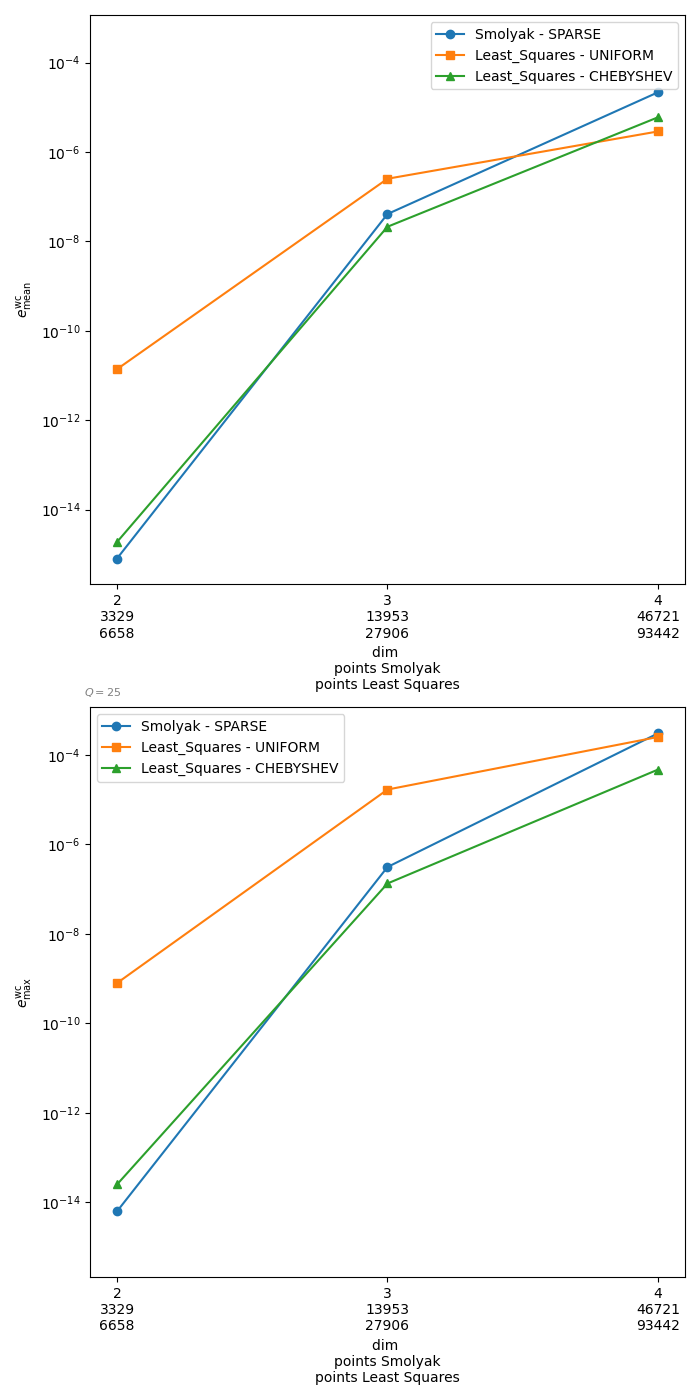 Smolyak - SPARSE
Least_Squares - UNIFORM
Least_Squares - CHEBYSHEV
10⁻⁴
10⁻⁶
10⁻⁸
10⁻¹⁰
10⁻¹²
10⁻¹⁴
e^wc_mean
2 3 4
3329 13953 46721
6658 27906 93442
dim
points Smolyak
points Least Squares
Q = 25
Smolyak - SPARSE
Least_Squares - UNIFORM
Least_Squares - CHEBYSHEV
10⁻⁴
10⁻⁶
10⁻⁸
10⁻¹⁰
10⁻¹²
10⁻¹⁴
e^wc_max
2 3 4
3329 13953 46721
6658 27906 93442
dim
points Smolyak
points Least Squares